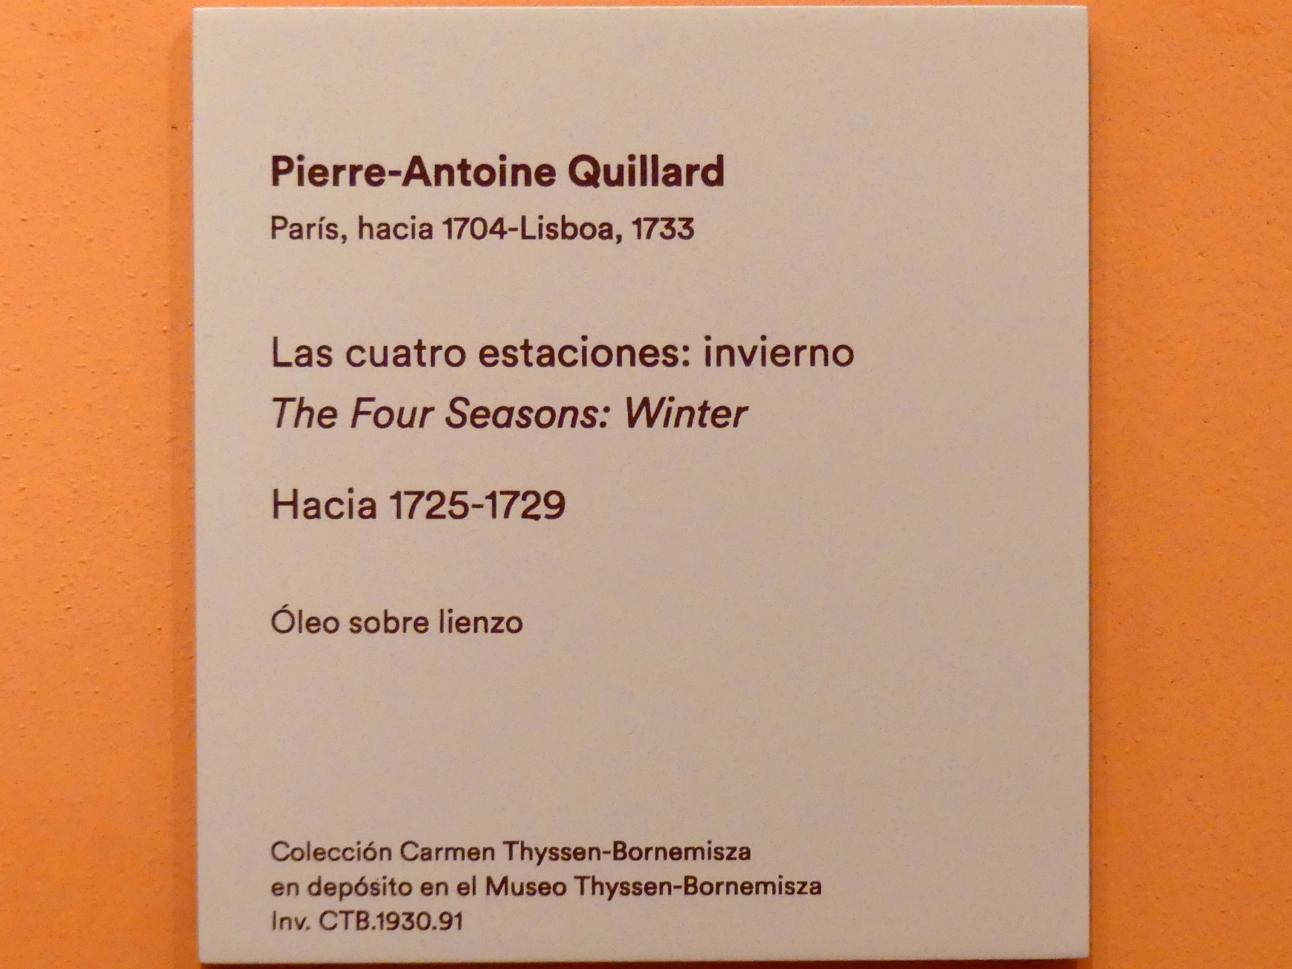 Pierre-Antoine Quillard
París, hacia 1704-Lisboa, 1733
Las cuatro estaciones: invierno
The Four Seasons: Winter
Hacia 1725-1729
Óleo sobre lienzo
Colección Carmen Thyssen-Bornemisza
en depósito en el Museo Thyssen-Bornemisza
Inv. CTB.1930.91